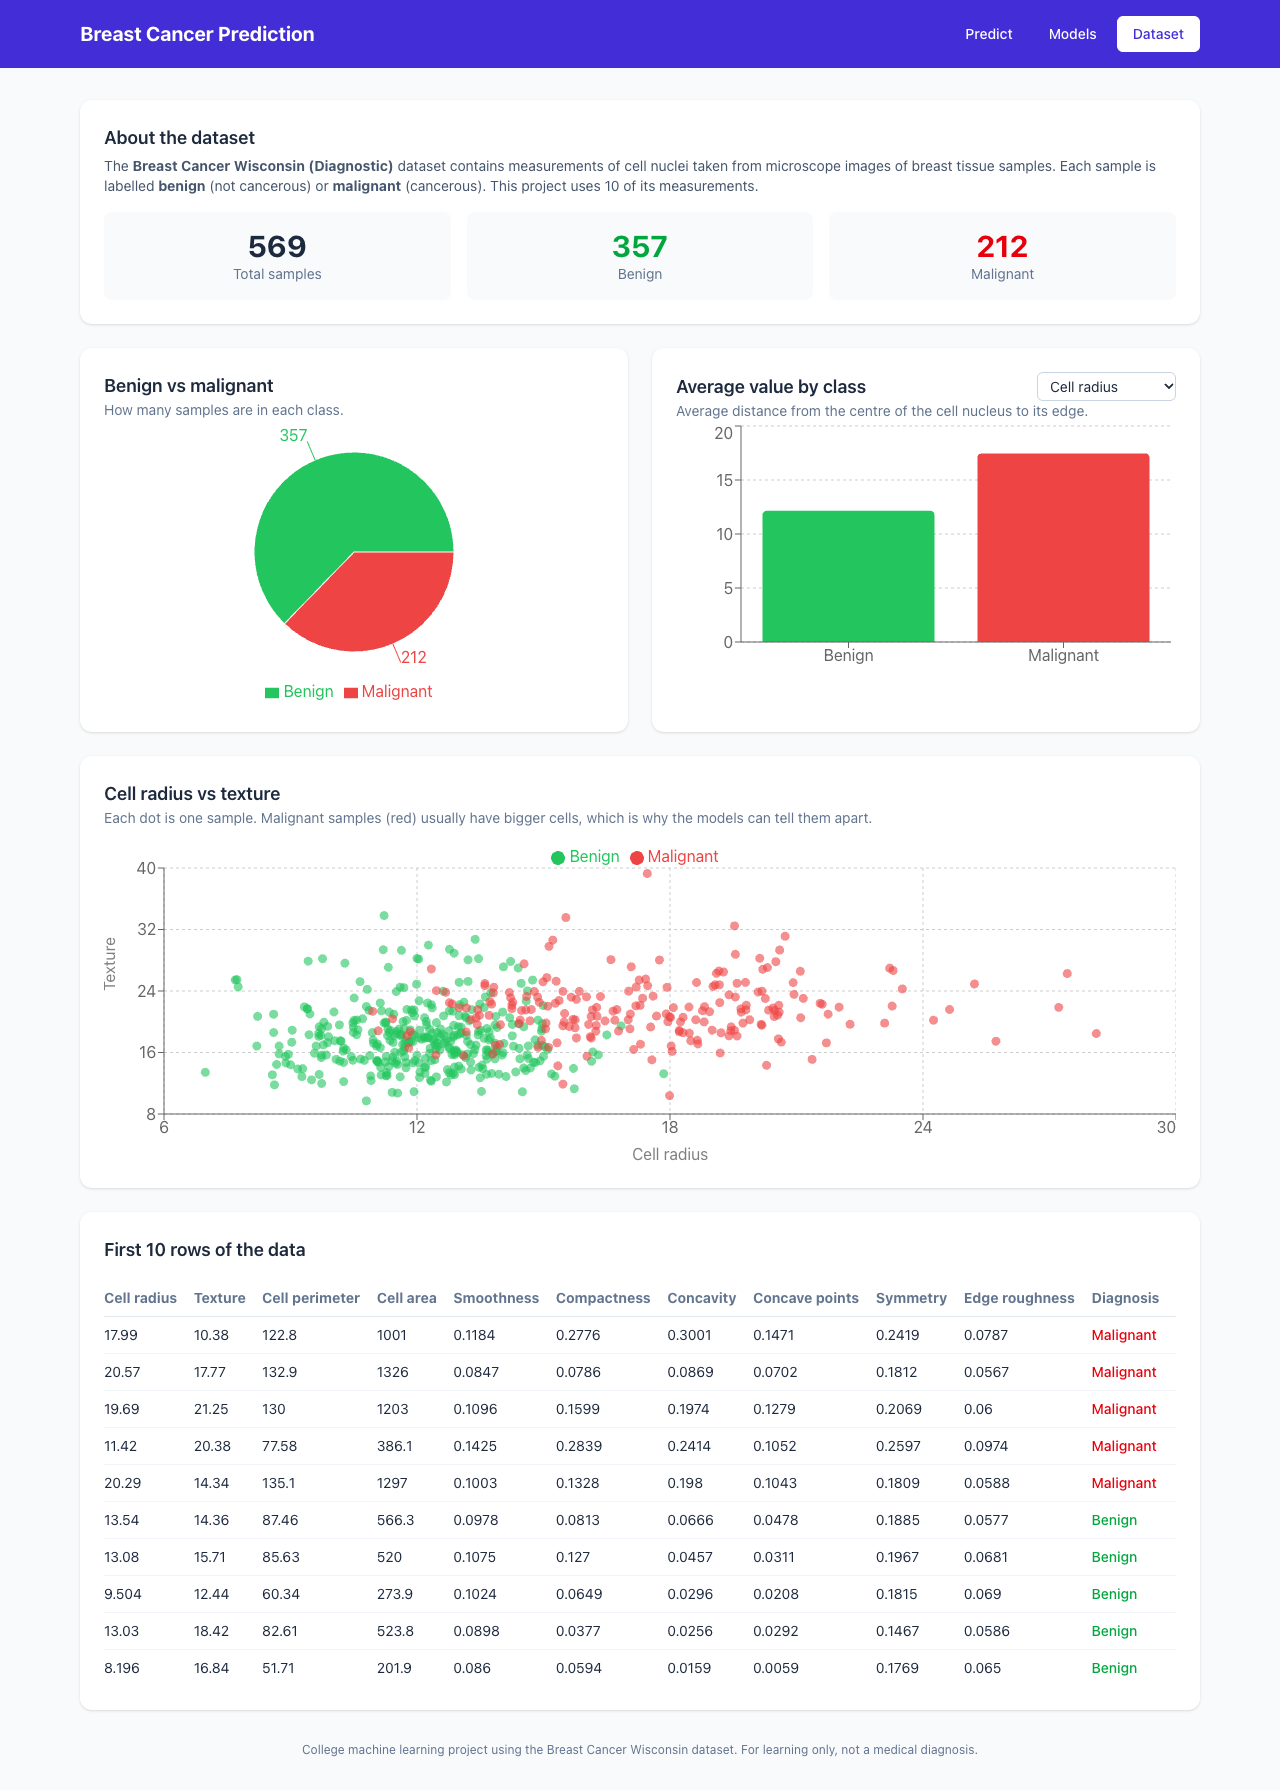 Breast Cancer Prediction
Predict Models Dataset
About the dataset
The Breast Cancer Wisconsin (Diagnostic) dataset contains measurements of cell nuclei taken from microscope images of breast tissue samples. Each sample is
labelled benign (not cancerous) or malignant (cancerous). This project uses 10 of its measurements.
569
Total samples
357
Benign
212
Malignant
Benign vs malignant
How many samples are in each class.
357
212
Benign Malignant
Average value by class
Cell radius
Average distance from the centre of the cell nucleus to its edge.
20
15
10
5
0
Benign Malignant
Cell radius vs texture
Each dot is one sample. Malignant samples (red) usually have bigger cells, which is why the models can tell them apart.
Benign Malignant
40
32
24
16
8
Texture
6 12 18 24 30
Cell radius
First 10 rows of the data
Cell radius Texture Cell perimeter Cell area Smoothness Compactness Concavity Concave points Symmetry Edge roughness Diagnosis
17.99 10.38 122.8 1001 0.1184 0.2776 0.3001 0.1471 0.2419 0.0787 Malignant
20.57 17.77 132.9 1326 0.0847 0.0786 0.0869 0.0702 0.1812 0.0567 Malignant
19.69 21.25 130 1203 0.1096 0.1599 0.1974 0.1279 0.2069 0.06 Malignant
11.42 20.38 77.58 386.1 0.1425 0.2839 0.2414 0.1052 0.2597 0.0974 Malignant
20.29 14.34 135.1 1297 0.1003 0.1328 0.198 0.1043 0.1809 0.0588 Malignant
13.54 14.36 87.46 566.3 0.0978 0.0813 0.0666 0.0478 0.1885 0.0577 Benign
13.08 15.71 85.63 520 0.1075 0.127 0.0457 0.0311 0.1967 0.0681 Benign
9.504 12.44 60.34 273.9 0.1024 0.0649 0.0296 0.0208 0.1815 0.069 Benign
13.03 18.42 82.61 523.8 0.0898 0.0377 0.0256 0.0292 0.1467 0.0586 Benign
8.196 16.84 51.71 201.9 0.086 0.0594 0.0159 0.0059 0.1769 0.065 Benign
College machine learning project using the Breast Cancer Wisconsin dataset. For learning only, not a medical diagnosis.